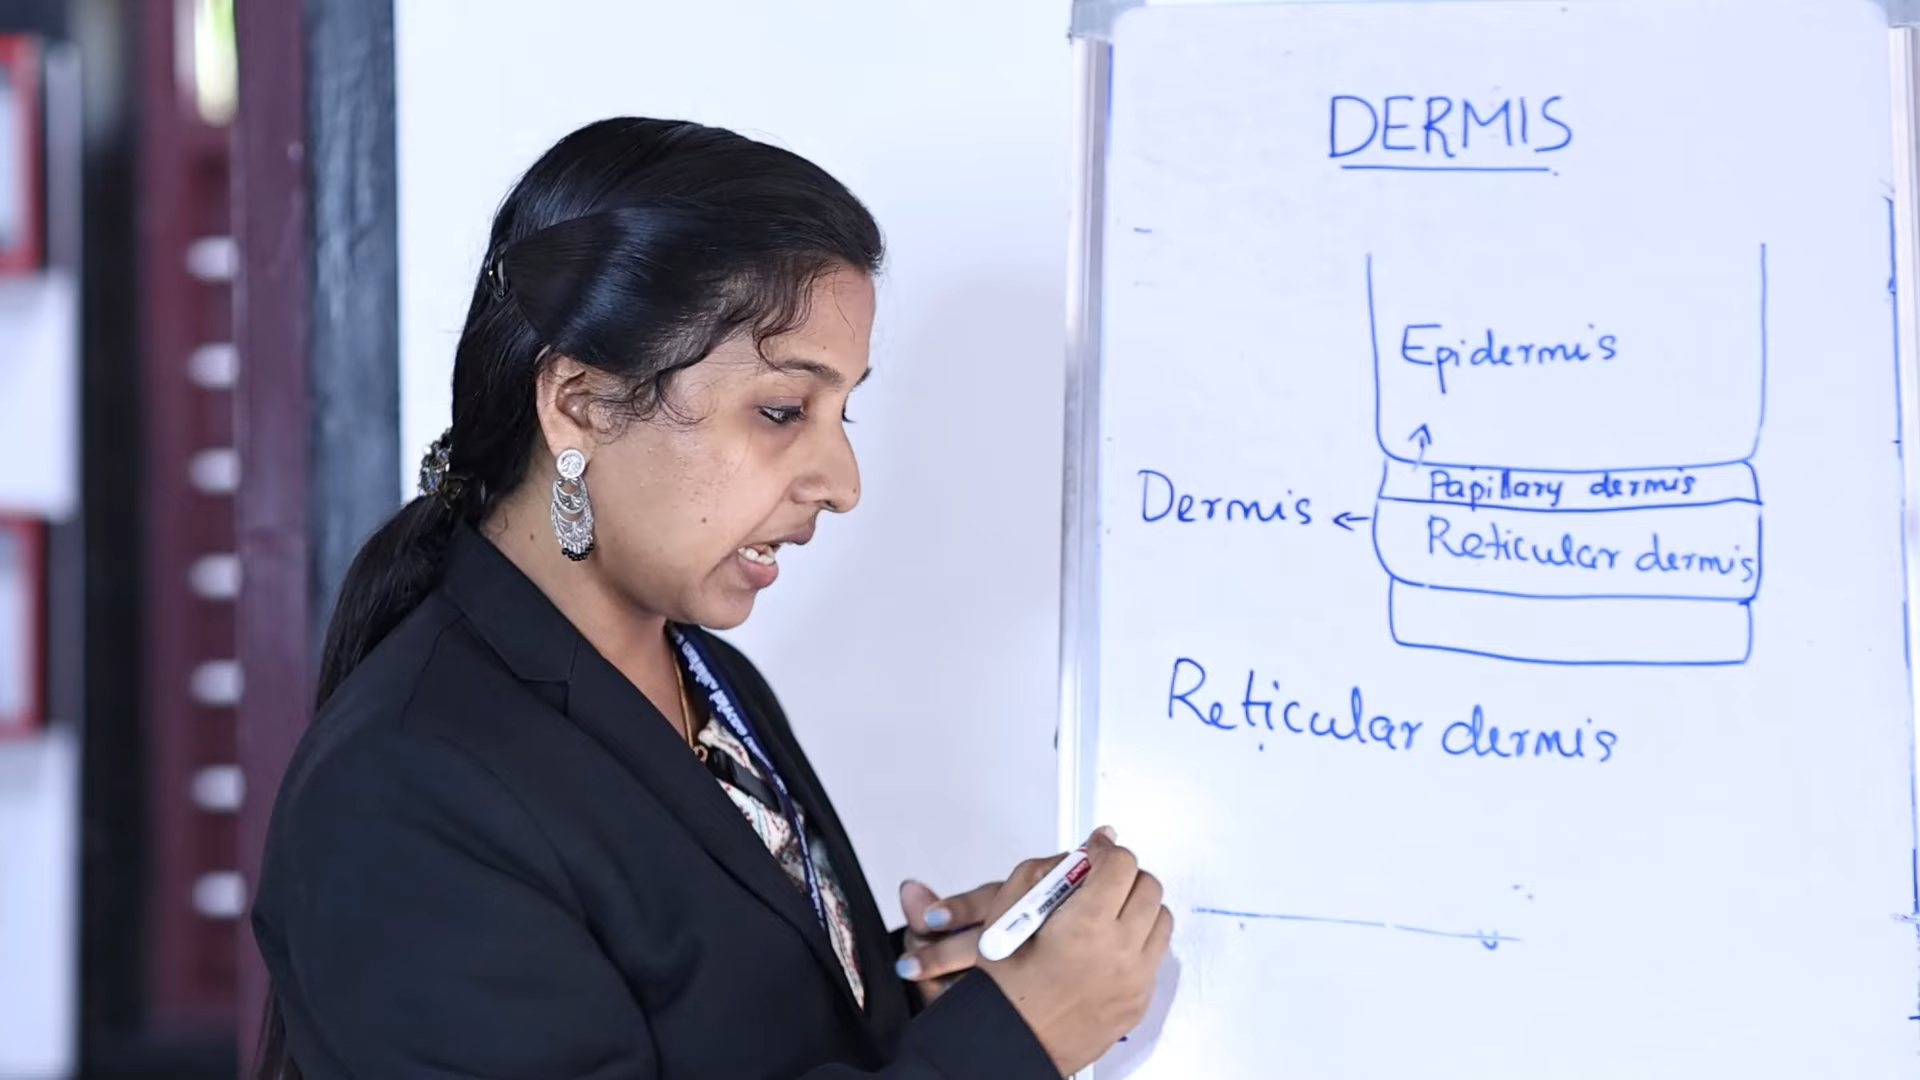 DERMIS
Epidermis
Papillary dermis
Dermis
Reticular dermis
Reticular dermis